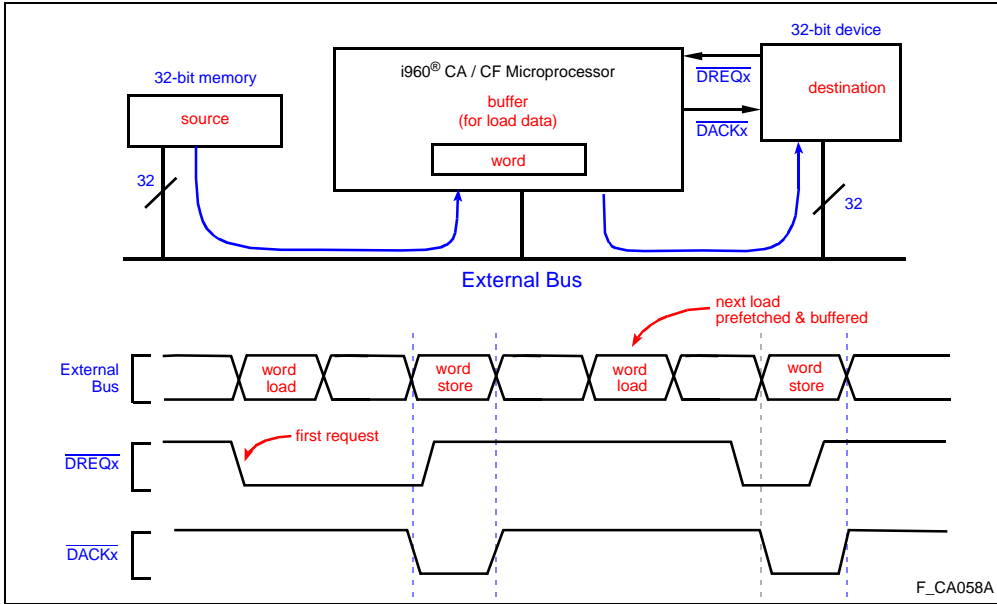 32-bit device
32-bit memory
i960® CA / CF Microprocessor
DREQx
source
buffer
(for load data)
destination
DACKx
word
32
32
External Bus
next load
prefetched & buffered
External
Bus
word
load
word
store
word
load
word
store
first request
DREQx
DACKx
F_CA058A